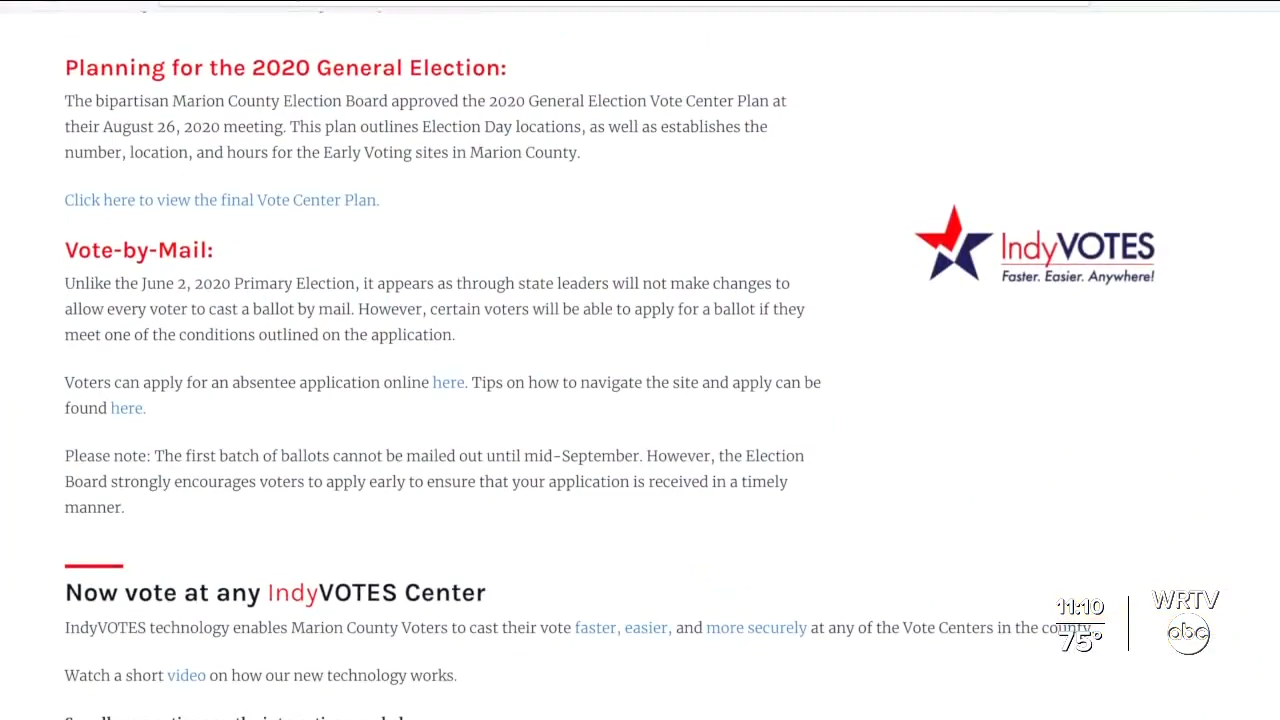 Planning for the 2020 General Election:
The bipartisan Marion County Election Board approved the 2020 General Election Vote Center Plan at
their August 26, 2020 meeting. This plan outlines Election Day locations, as well as establishes the
number, location, and hours for the Early Voting sites in Marion County.
Click here to view the final Vote Center Plan.
Vote-by-Mail:
Unlike the June 2, 2020 Primary Election, it appears as through state leaders will not make changes to
allow every voter to cast a ballot by mail. However, certain voters will be able to apply for a ballot if they
meet one of the conditions outlined on the application.
Voters can apply for an absentee application online here. Tips on how to navigate the site and apply can be
found here.
Please note: The first batch of ballots cannot be mailed out until mid-September. However, the Election
Board strongly encourages voters to apply early to ensure that your application is received in a timely
manner.
IndyVOTES
Faster. Easier. Anywhere!
Now vote at any IndyVOTES Center
IndyVOTES technology enables Marion County Voters to cast their vote faster, easier, and more securely at any of the Vote Centers in the county.
Watch a short video on how our new technology works.
11:10
75°
WRTV
abc